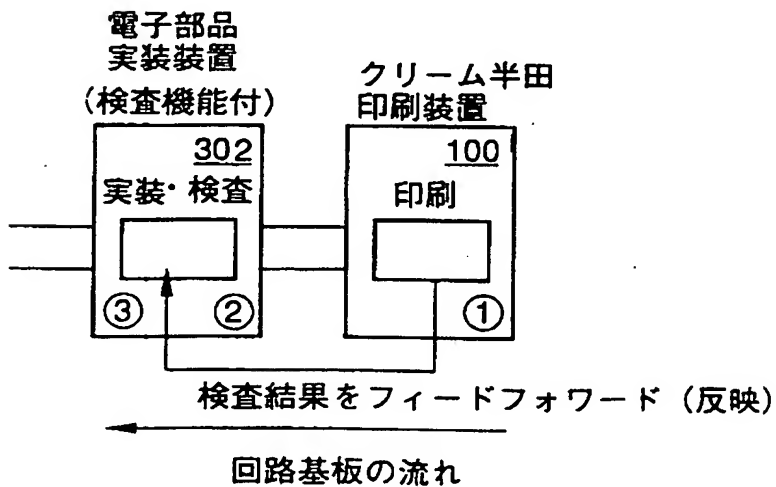 電子部品
実装装置
(検査機能付)
302
実装・検査
③ ②
クリーム半田
印刷装置
100
印刷
①
検査結果をフィードフォワード (反映)
回路基板の流れ